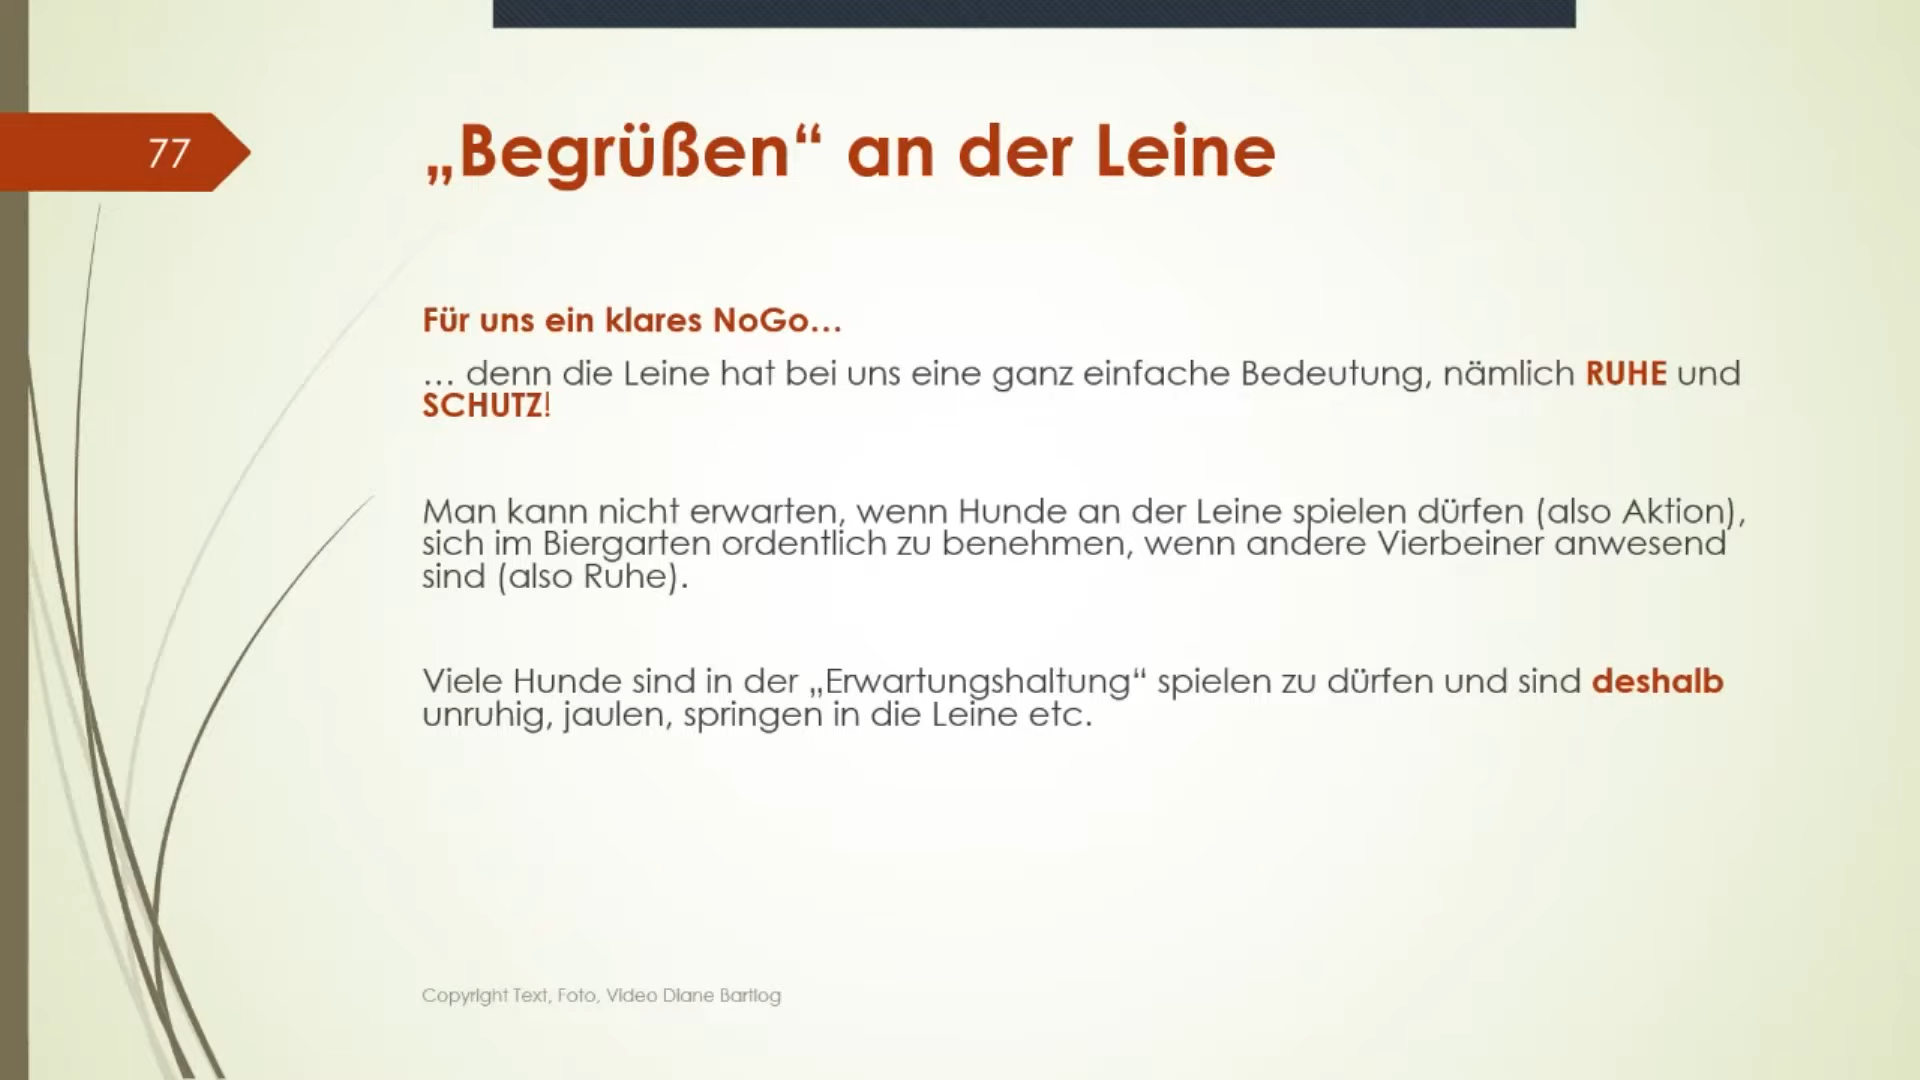 77
„Begrüßen“ an der Leine
Für uns ein klares NoGo…
… denn die Leine hat bei uns eine ganz einfache Bedeutung, nämlich RUHE und
SCHUTZ!
Man kann nicht erwarten, wenn Hunde an der Leine spielen dürfen (also Aktion),
sich im Biergarten ordentlich zu benehmen, wenn andere Vierbeiner anwesend
sind (also Ruhe).
Viele Hunde sind in der „Erwartungshaltung“ spielen zu dürfen und sind deshalb
unruhig, jaulen, springen in die Leine etc.
Copyright Text, Foto, Video Diane Bartlog